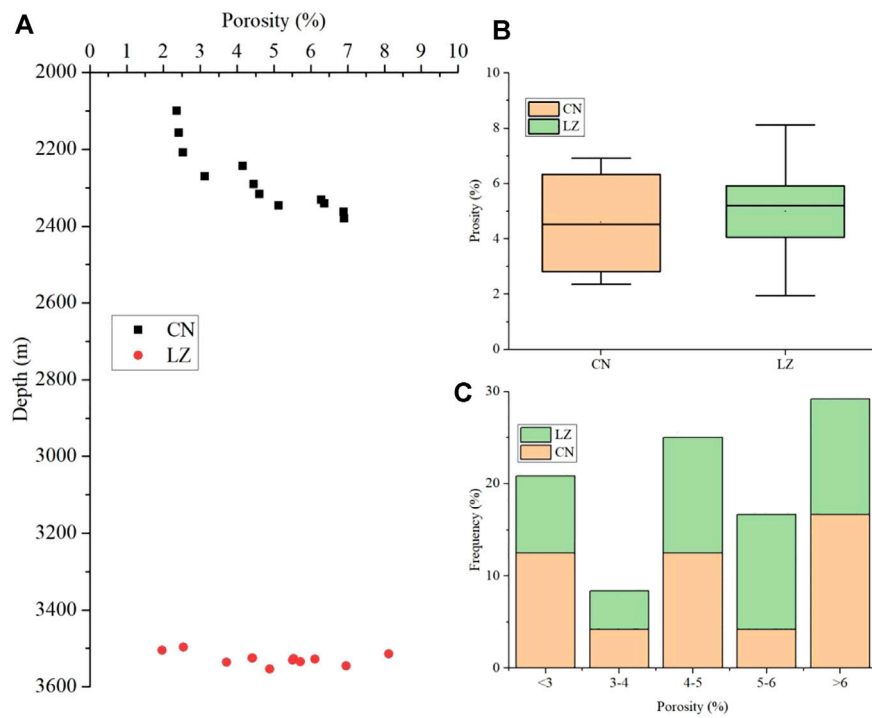 A
Porosity (%)
0 1 2 3 4 5 6 7 8 9 10
2000
2200
2400
2600
2800
3000
3200
3400
3600
Depth (m)
CN
LZ
B
10
8
6
4
2
0
Prosity (%)
CN
LZ
CN LZ
C
30
20
10
0
Frequency (%)
LZ
CN
<3 3-4 4-5 5-6 >6
Porosity (%)